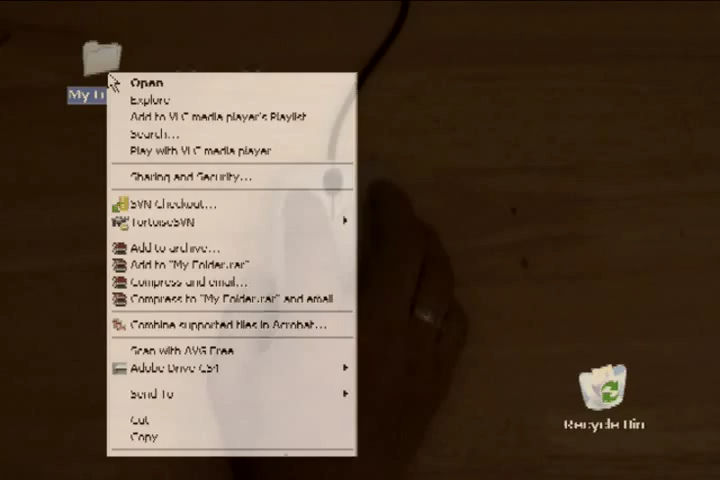 My
Open
Explore
Add to VLC media player's Playlist
Search...
Play with VLC media player
Sharing and Security...
SVN Checkout...
TortoiseSVN
Add to archive...
Add to "My Folder.rar"
Compress and email...
Compress to "My Folder.rar" and email
Combine supported files in Acrobat...
Scan with AVG Free
Adobe Drive CS4
Send To
Cut
Copy
Recycle Bin